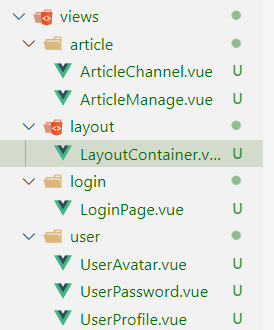 views
article
ArticleChannel.vue U
ArticleManage.vue U
layout
LayoutContainer.v... U
login
LoginPage.vue U
user
UserAvatar.vue U
UserPassword.vue U
UserProfile.vue U